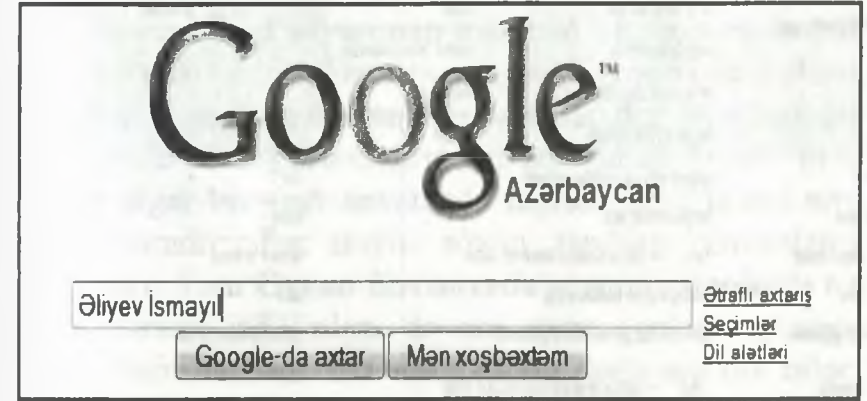 Google™
Azərbaycan
Əliyev İsmayıl
Ətraflı axtarış
Seçimlər
Dil alətləri
Google-da axtar
Mən xoşbəxtəm